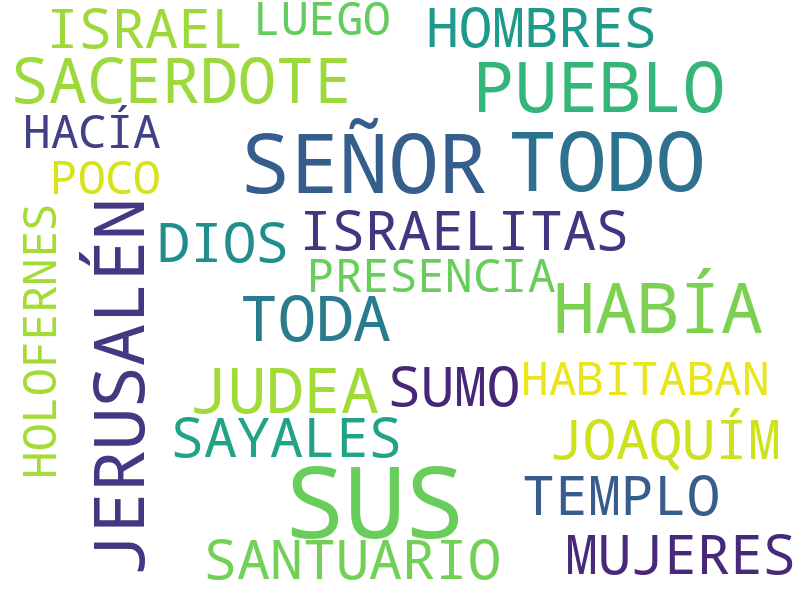 ISRAEL
LUEGO
HOMBRES
SACERDOTE
PUEBLO
HACÍA
SEÑOR
TODO
POCO
JERUSALÉN
HOLOFERNES
DIOS
ISRAELITAS
PRESENCIA
TODA
HABÍA
JUDEA
SUMO
HABITABAN
SAYALES
JOAQUÍM
SUS
TEMPLO
SANTUARIO
MUJERES